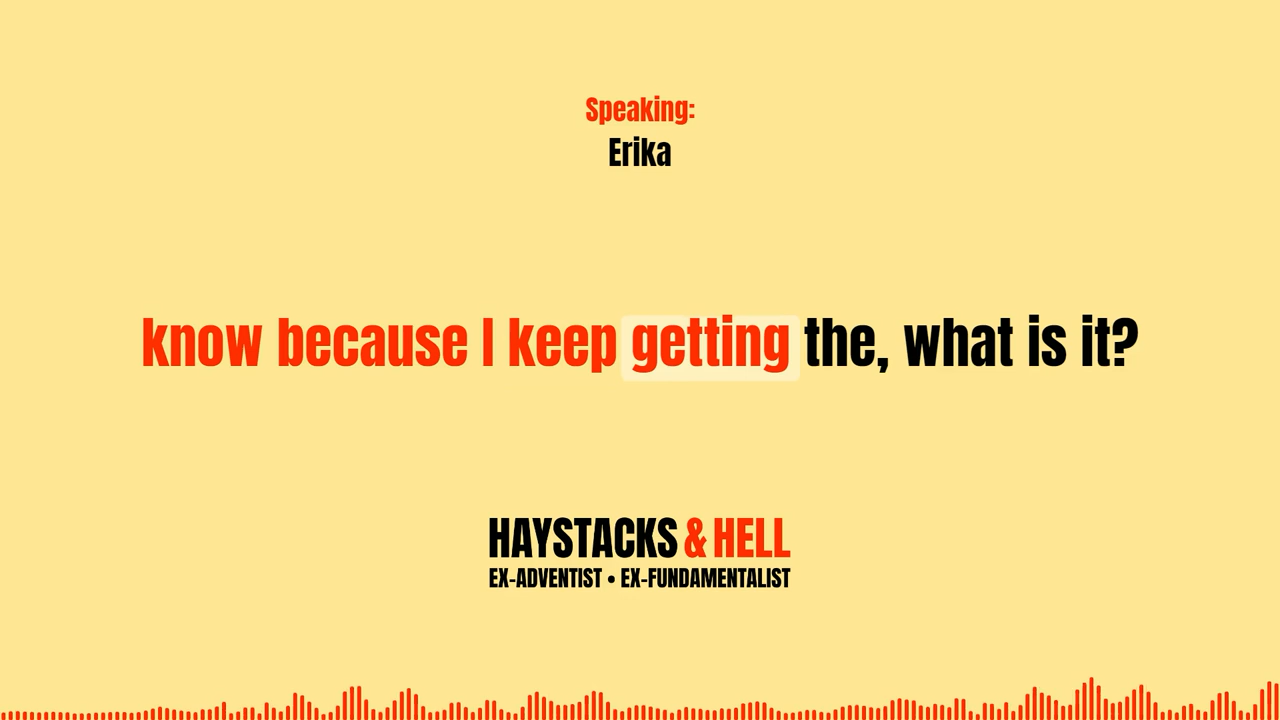 Speaking:
Erika
know because I keep getting the, what is it?
HAYSTACKS & HELL
EX-ADVENTIST • EX-FUNDAMENTALIST